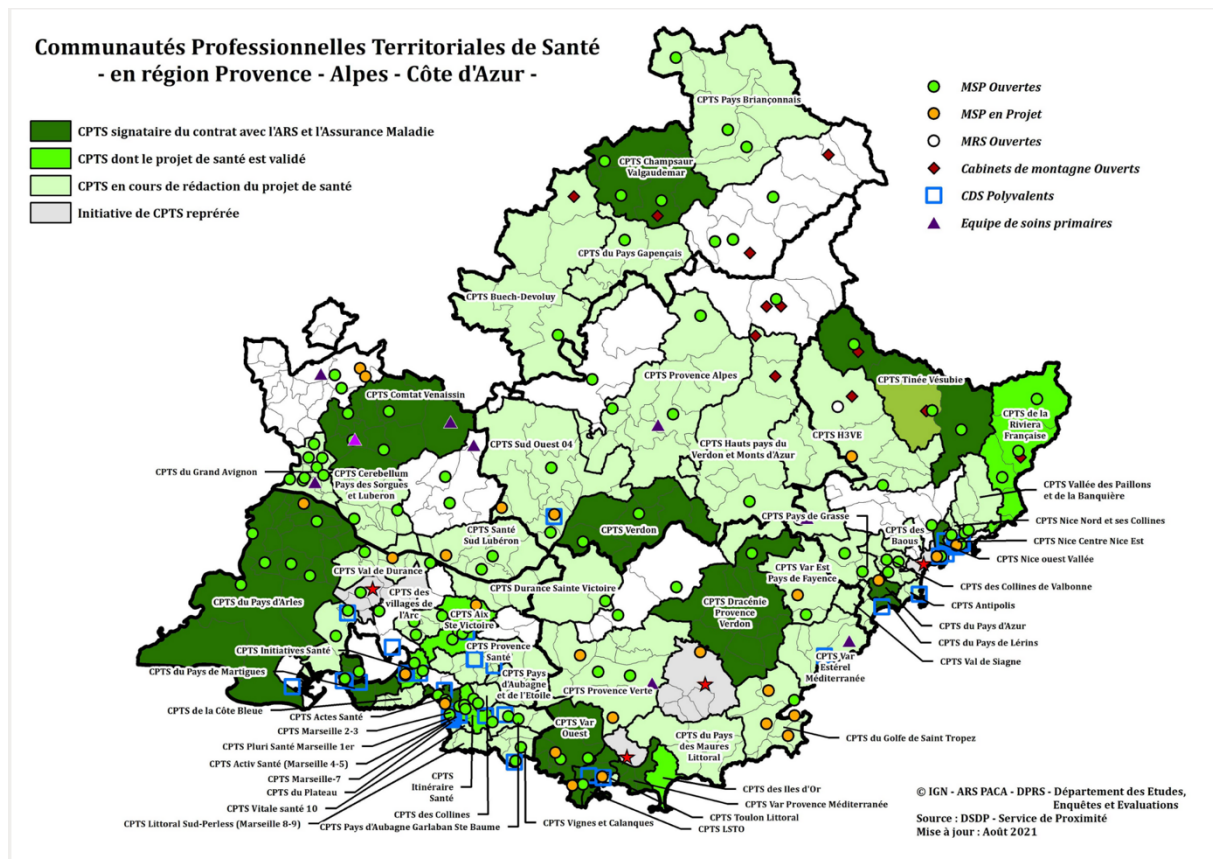 Communautés Professionnelles Territoriales de Santé
- en région Provence - Alpes - Côte d'Azur -
CPTS signataire du contrat avec l'ARS et l'Assurance Maladie
CPTS dont le projet de santé est validé
CPTS en cours de rédaction du projet de santé
Initiative de CPTS reprérée
MSP Ouvertes
MSP en Projet
MRS Ouvertes
Cabinets de montagne Ouverts
CDS Polyvalents
Equipe de soins primaires
CPTS Pays Briançonnais
CPTS Champsaur
Valgaudemar
CPTS du Pays Gapençais
CPTS Buech-Devoluy
CPTS Provence Alpes
CPTS Tinée Vésubie
CPTS Comtat Venaissin
CPTS de la
Riviera
Française
CPTS Sud Ouest 04
CPTS Hauts pays du
Verdon et Monts d'Azur
CPTS H3VE
CPTS du Grand Avignon
CPTS Cerebellum
Pays des Sorgues
et Luberon
CPTS Vallée des Paillons
et de la Banquière
CPTS Pays de Grasse
CPTS des
Baous
CPTS Nice Nord et ses Collines
CPTS Verdon
CPTS Santé
Sud Lubéron
CPTS Nice Centre Nice Est
CPTS Nice ouest Vallée
CPTS Val de Durance
CPTS Var Est
Pays de Fayence
CPTS des Collines de Valbonne
CPTS Durance Sainte Victoire
CPTS du Pays d'Arles
CPTS des
villages de
l'Arc
CPTS Dracénie
Provence
Verdon
CPTS Antipolis
CPTS Aix
Ste Victoire
CPTS du Pays d'Azur
CPTS du Pays de Lérins
CPTS Initiatives Santé
CPTS Provence
Santé
CPTS Val de Siagne
CPTS Var
Estérel
Méditerranée
CPTS du Pays de Martigues
CPTS Pays
d'Aubagne
et de l'Etoile
CPTS Provence Verte
CPTS de la Côte Bleue
CPTS Actes Santé
CPTS Var
Ouest
CPTS Marseille 2-3
CPTS du Pays
des Maures
Littoral
CPTS du Golfe de Saint Tropez
CPTS Pluri Santé Marseille 1er
CPTS Activ Santé (Marseille 4-5)
CPTS Marseille-7
CPTS
Itinéraire
Santé
CPTS du Plateau
CPTS des Iles d'Or
CPTS Vitale santé 10
CPTS des Collines
CPTS Var Provence Méditerranée
CPTS Littoral Sud-Perless (Marseille 8-9)
CPTS Pays d'Aubagne Garlaban Ste Baume
CPTS Vignes et Calanques
CPTS Toulon Littoral
CPTS LSTO
© IGN - ARS PACA - DPRS - Département des Etudes,
Enquêtes et Evaluations
Source : DSDP - Service de Proximité
Mise à jour : Août 2021